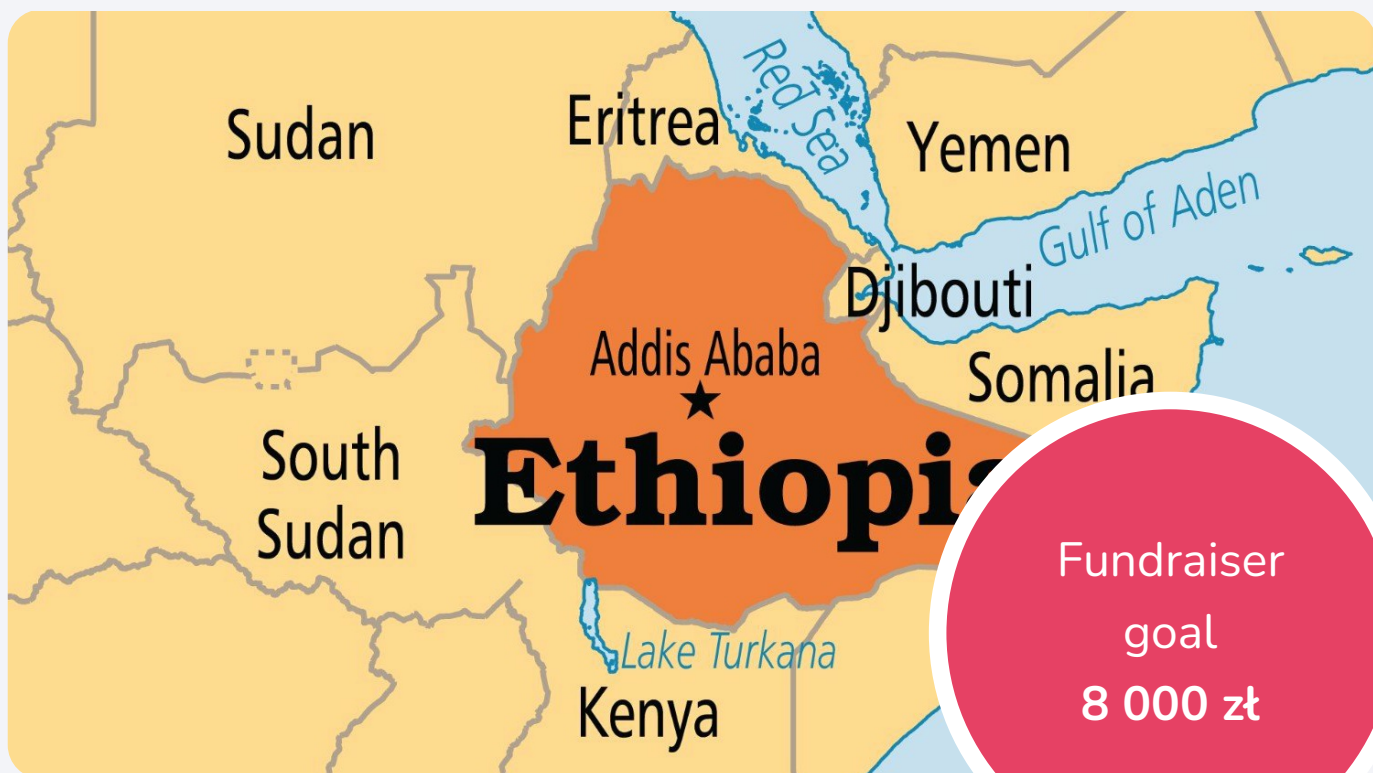 Sudan
Eritrea
Red Sea
Yemen
Gulf of Aden
Djibouti
Addis Ababa
Somalia
South
Sudan
Ethiopia
Lake Turkana
Kenya
Fundraiser
goal
8 000 zł